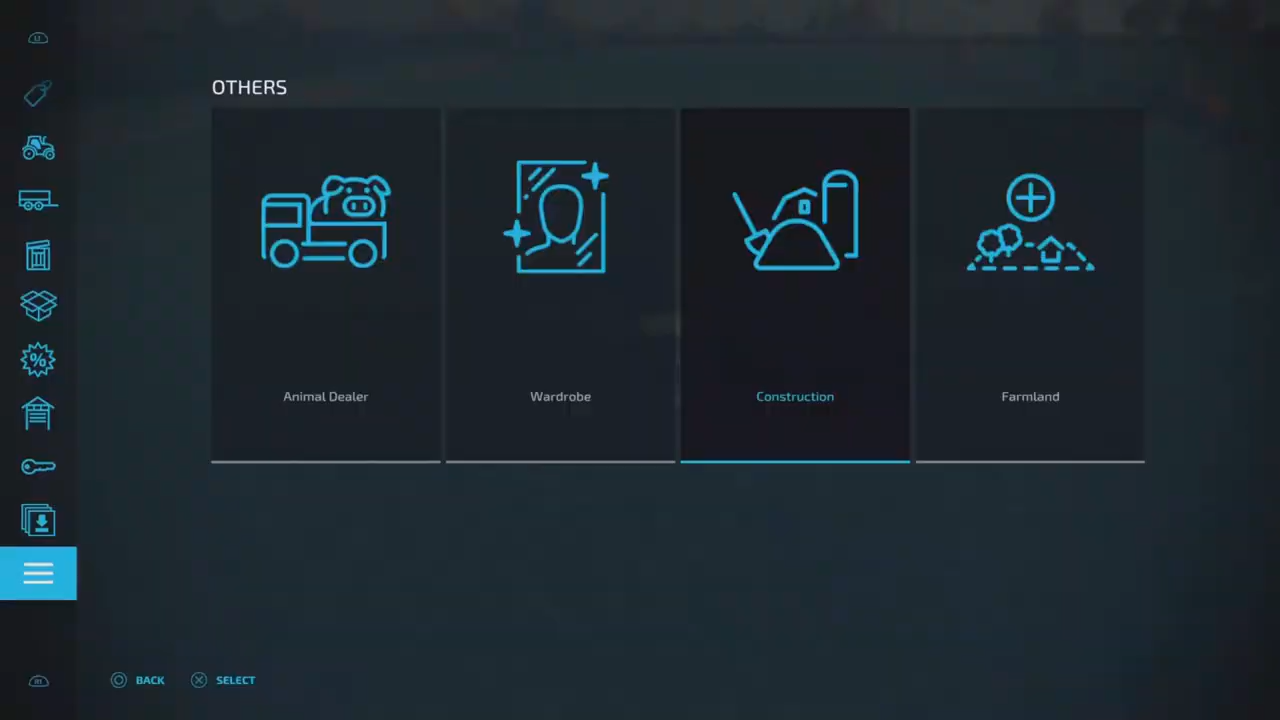 OTHERS
Animal Dealer
Wardrobe
Construction
Farmland
BACK
SELECT